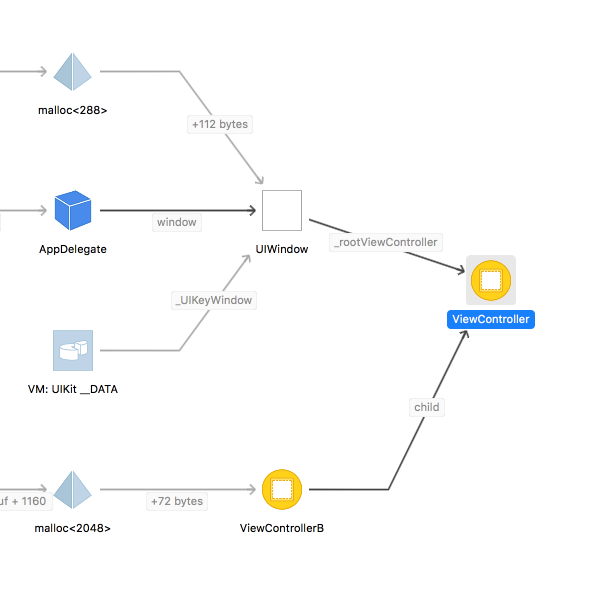 malloc<288>
+112 bytes
AppDelegate
window
UIWindow
_rootViewController
ViewController
_UIKeyWindow
VM: UIKit __DATA
child
uf + 1160
malloc<2048>
+72 bytes
ViewControllerB